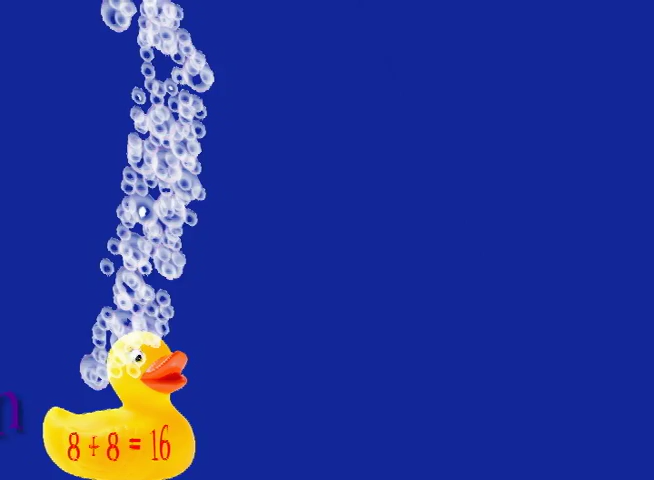 8 + 8 = 16